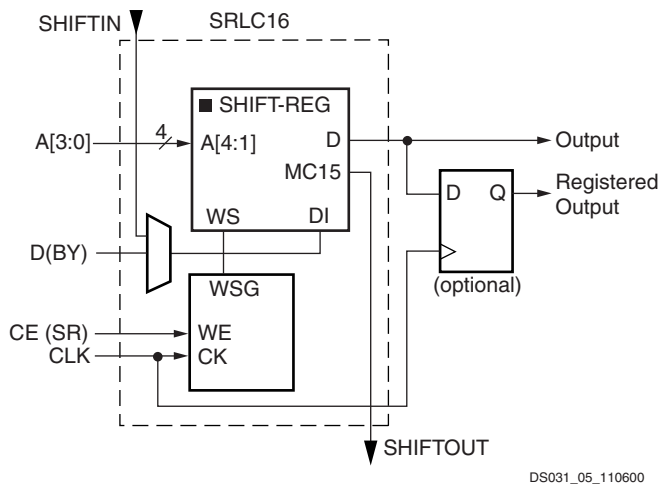 SHIFTIN
SRLC16
SHIFT-REG
A[3:0]
4
A[4:1]
D
Output
MC15
D
Q
Registered
Output
WS
DI
D(BY)
WSG
(optional)
CE (SR)
WE
CLK
CK
SHIFTOUT
DS031_05_110600